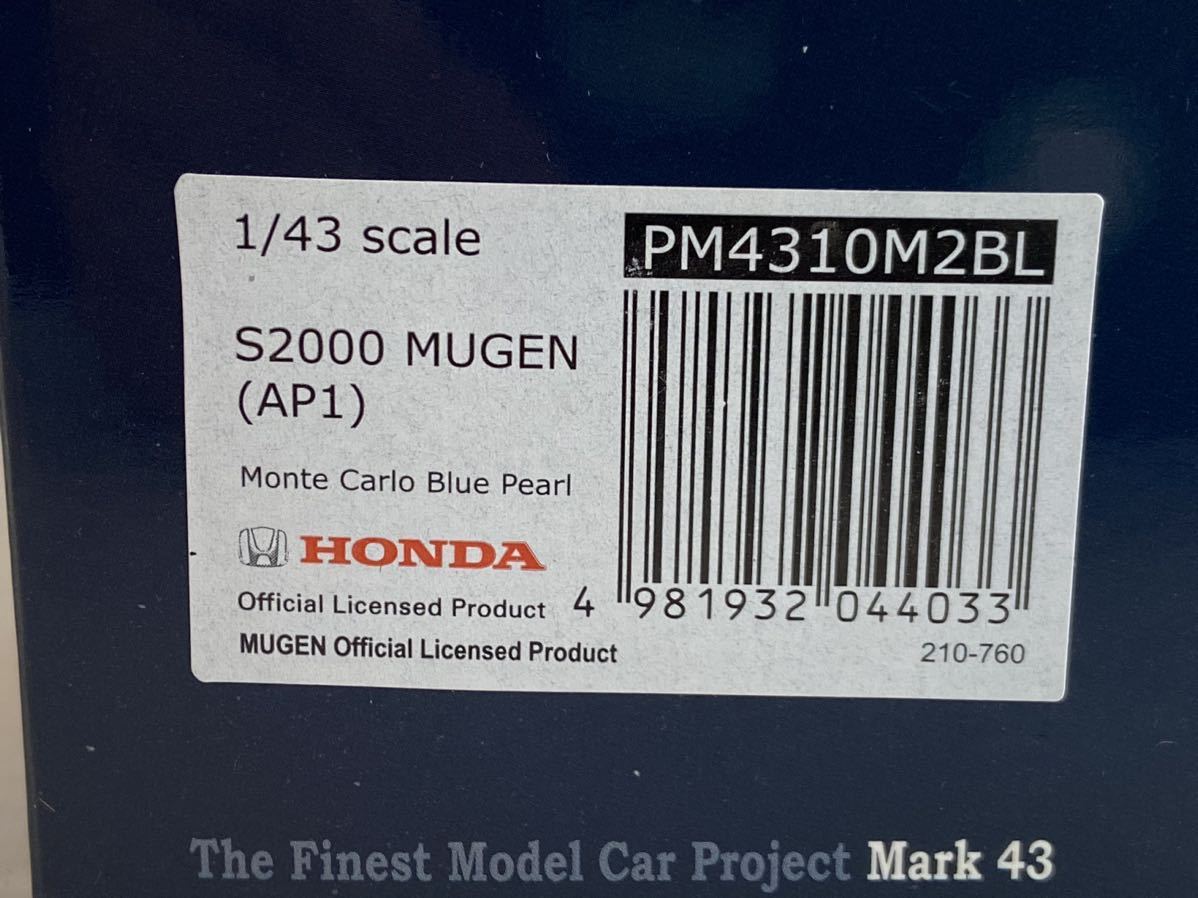 1/43 scale
PM4310M2BL
S2000 MUGEN
(AP1)
Monte Carlo Blue Pearl
HONDA
Official Licensed Product
4 981932 044033
MUGEN Official Licensed Product
210-760
The Finest Model Car Project Mark 43